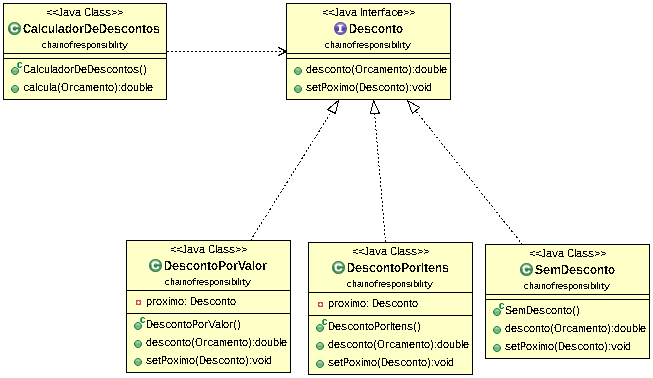 <<Java Class>>
CalculadorDeDescontos
chainofresponsibility
CalculadorDeDescontos()
calcula(Orcamento):double
<<Java Interface>>
Desconto
chainofresponsibility
desconto(Orcamento):double
setPoximo(Desconto):void
<<Java Class>>
DescontoPorValor
chainofresponsibility
proximo: Desconto
DescontoPorValor()
desconto(Orcamento):double
setPoximo(Desconto):void
<<Java Class>>
DescontoPorItens
chainofresponsibility
proximo: Desconto
DescontoPorItens()
desconto(Orcamento):double
setPoximo(Desconto):void
<<Java Class>>
SemDesconto
chainofresponsibility
SemDesconto()
desconto(Orcamento):double
setPoximo(Desconto):void